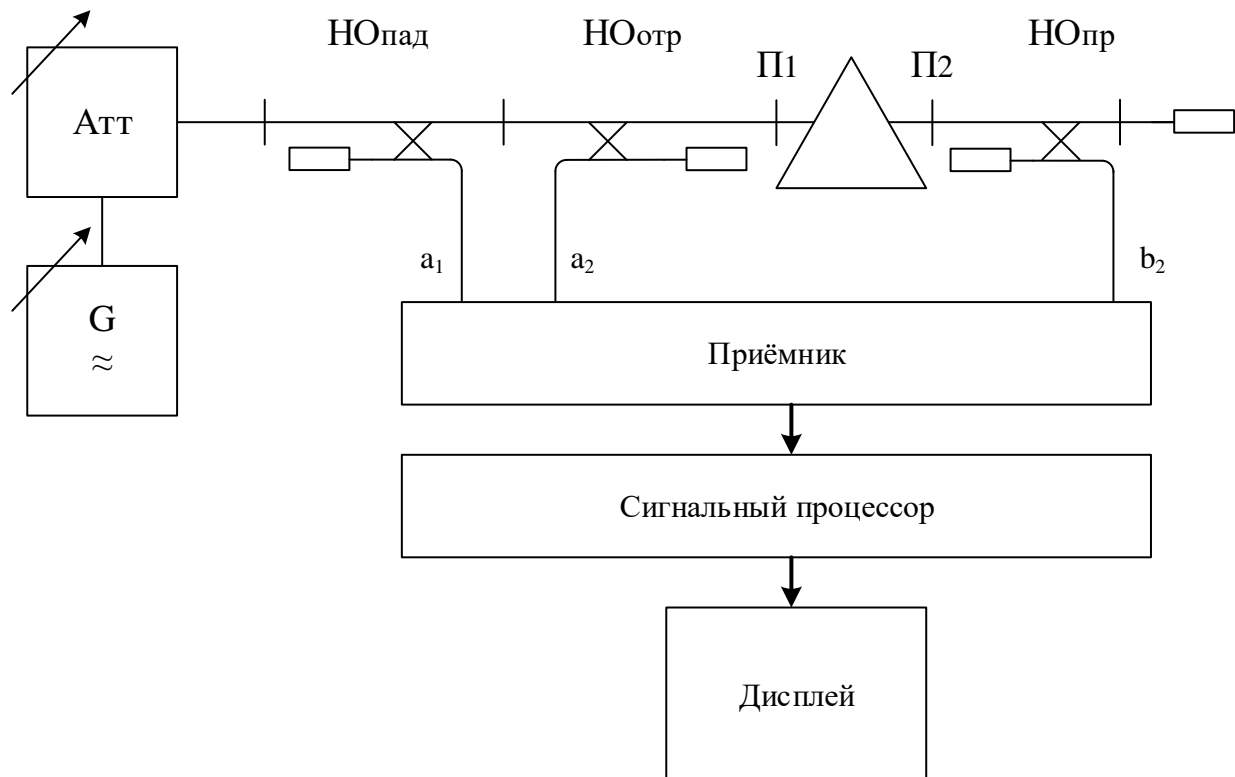 НОпад
НОотр
НОпр
П1
П2
Атт
a₁
a₂
b₂
G
≈
Приёмник
Сигнальный процессор
Дисплей